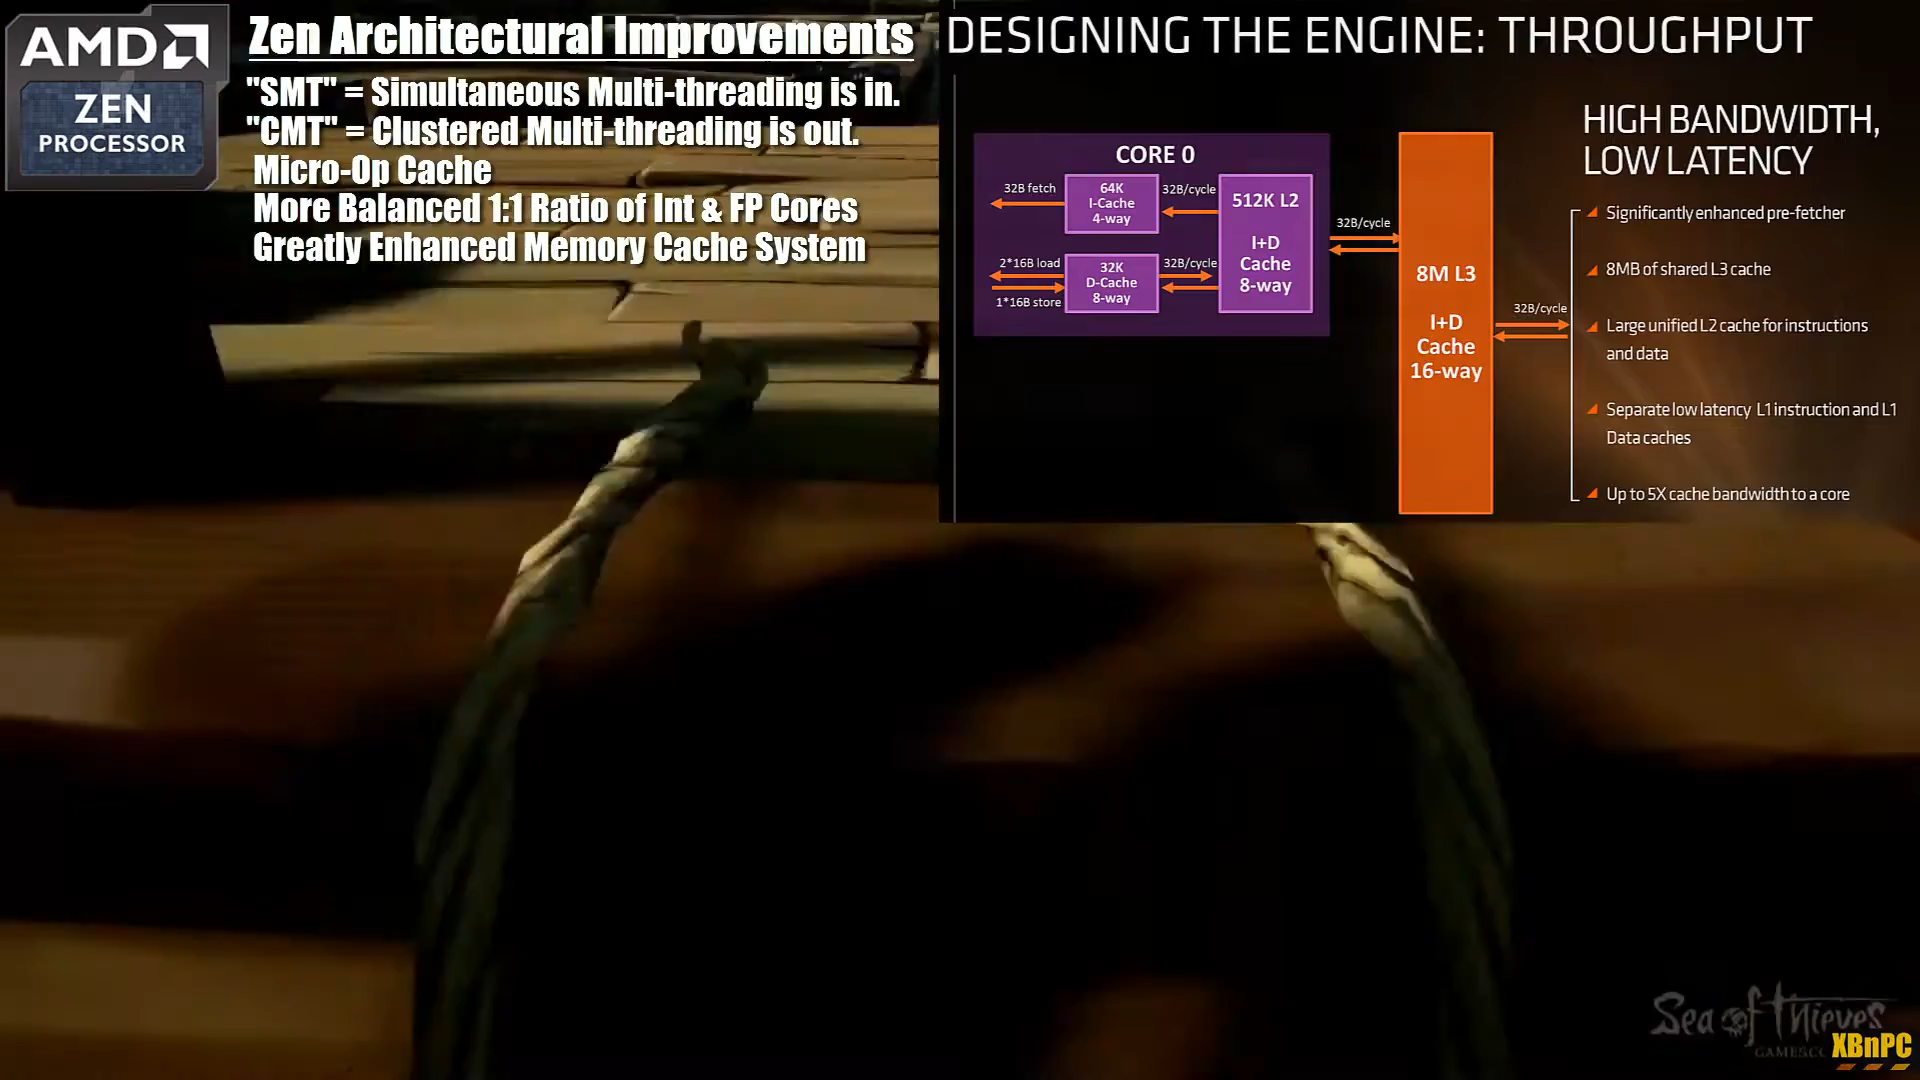 AMD
ZEN
PROCESSOR
Zen Architectural Improvements
"SMT" = Simultaneous Multi-threading is in.
"CMT" = Clustered Multi-threading is out.
Micro-Op Cache
More Balanced 1:1 Ratio of Int & FP Cores
Greatly Enhanced Memory Cache System
DESIGNING THE ENGINE: THROUGHPUT
CORE 0
32B fetch
64K
I-Cache
4-way
32B/cycle
2*16B load
1*16B store
32K
D-Cache
8-way
32B/cycle
512K L2
I+D
Cache
8-way
32B/cycle
8M L3
I+D
Cache
16-way
32B/cycle
HIGH BANDWIDTH,
LOW LATENCY
Significantly enhanced pre-fetcher
8MB of shared L3 cache
Large unified L2 cache for instructions
and data
Separate low latency L1 instruction and L1
Data caches
Up to 5X cache bandwidth to a core
Sea of Thieves
XBnPC